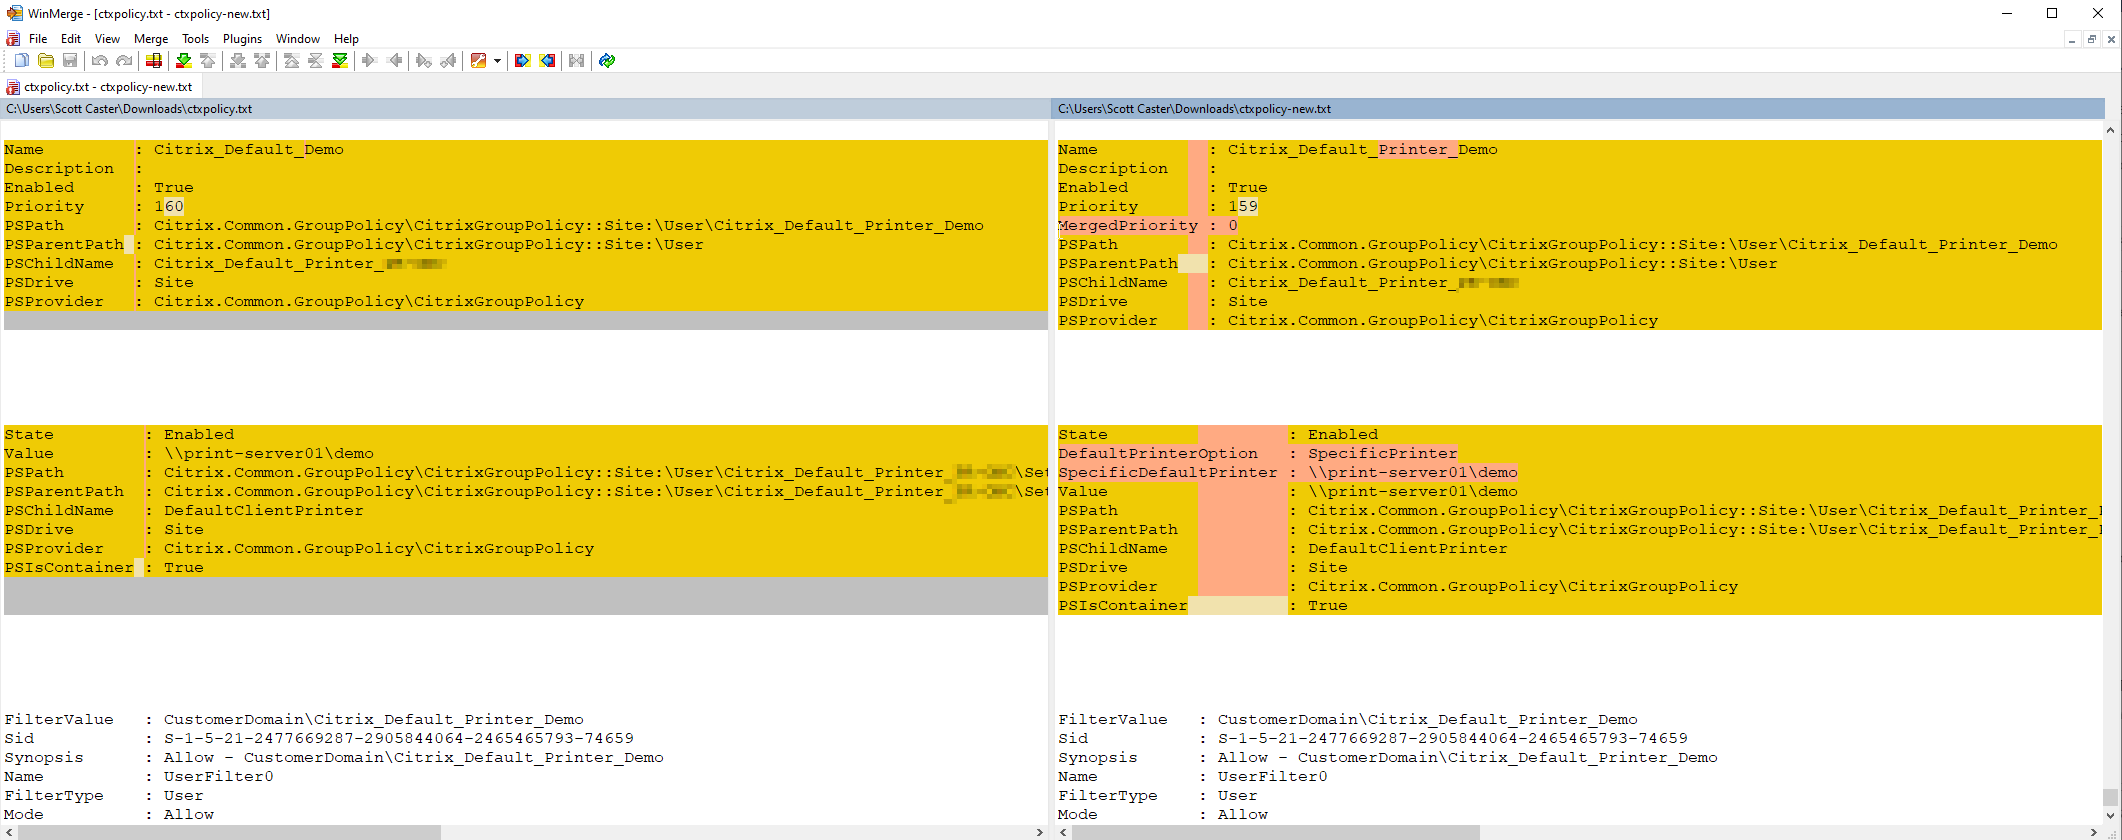 WinMerge - [ctxpolicy.txt - ctxpolicy-new.txt]
File Edit View Merge Tools Plugins Window Help
ctxpolicy.txt - ctxpolicy-new.txt
C:\Users\Scott Caster\Downloads\ctxpolicy.txt
Name : Citrix_Default_Demo
Description :
Enabled : True
Priority : 160
PSPath : Citrix.Common.GroupPolicy\CitrixGroupPolicy::Site:\User\Citrix_Default_Printer_Demo
PSParentPath : Citrix.Common.GroupPolicy\CitrixGroupPolicy::Site:\User
PSChildName : Citrix_Default_Printer_
PSDrive : Site
PSProvider : Citrix.Common.GroupPolicy\CitrixGroupPolicy
State : Enabled
Value : \\print-server01\demo
PSPath : Citrix.Common.GroupPolicy\CitrixGroupPolicy::Site:\User\Citrix_Default_Printer_ \Set
PSParentPath : Citrix.Common.GroupPolicy\CitrixGroupPolicy::Site:\User\Citrix_Default_Printer_ \Set
PSChildName : DefaultClientPrinter
PSDrive : Site
PSProvider : Citrix.Common.GroupPolicy\CitrixGroupPolicy
PSIsContainer : True
FilterValue : CustomerDomain\Citrix_Default_Printer_Demo
Sid : S-1-5-21-2477669287-2905844064-2465465793-74659
Synopsis : Allow - CustomerDomain\Citrix_Default_Printer_Demo
Name : UserFilter0
FilterType : User
Mode : Allow
C:\Users\Scott Caster\Downloads\ctxpolicy-new.txt
Name : Citrix_Default_Printer_Demo
Description :
Enabled : True
Priority : 159
MergedPriority : 0
PSPath : Citrix.Common.GroupPolicy\CitrixGroupPolicy::Site:\User\Citrix_Default_Printer_Demo
PSParentPath : Citrix.Common.GroupPolicy\CitrixGroupPolicy::Site:\User
PSChildName : Citrix_Default_Printer_
PSDrive : Site
PSProvider : Citrix.Common.GroupPolicy\CitrixGroupPolicy
State : Enabled
DefaultPrinterOption : SpecificPrinter
SpecificDefaultPrinter : \\print-server01\demo
Value : \\print-server01\demo
PSPath : Citrix.Common.GroupPolicy\CitrixGroupPolicy::Site:\User\Citrix_Default_Printer_
PSParentPath : Citrix.Common.GroupPolicy\CitrixGroupPolicy::Site:\User\Citrix_Default_Printer_
PSChildName : DefaultClientPrinter
PSDrive : Site
PSProvider : Citrix.Common.GroupPolicy\CitrixGroupPolicy
PSIsContainer : True
FilterValue : CustomerDomain\Citrix_Default_Printer_Demo
Sid : S-1-5-21-2477669287-2905844064-2465465793-74659
Synopsis : Allow - CustomerDomain\Citrix_Default_Printer_Demo
Name : UserFilter0
FilterType : User
Mode : Allow